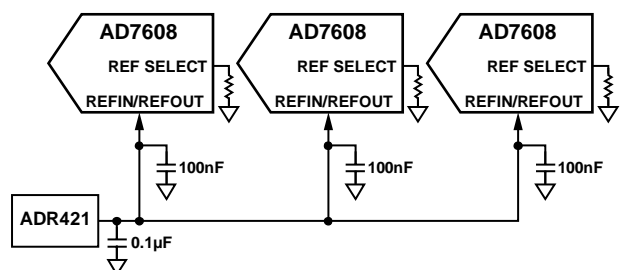 AD7608 AD7608 AD7608
REF SELECT REF SELECT REF SELECT
REFIN/REFOUT REFIN/REFOUT REFIN/REFOUT
100nF 100nF 100nF
ADR421
0.1µF